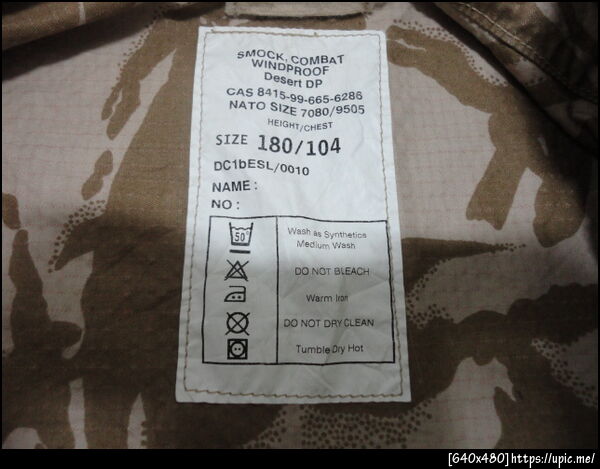 SMOCK, COMBAT
WINDPROOF
Desert DP
CAS 8415-99-665-6286
NATO SIZE 7080/9505
HEIGHT/CHEST
SIZE 180/104
DC1bESL/0010
NAME :
NO :
50°
Wash as Synthetics
Medium Wash
DO NOT BLEACH
Warm Iron
DO NOT DRY CLEAN
Tumble Dry Hot
[640x480]https://upic.me/